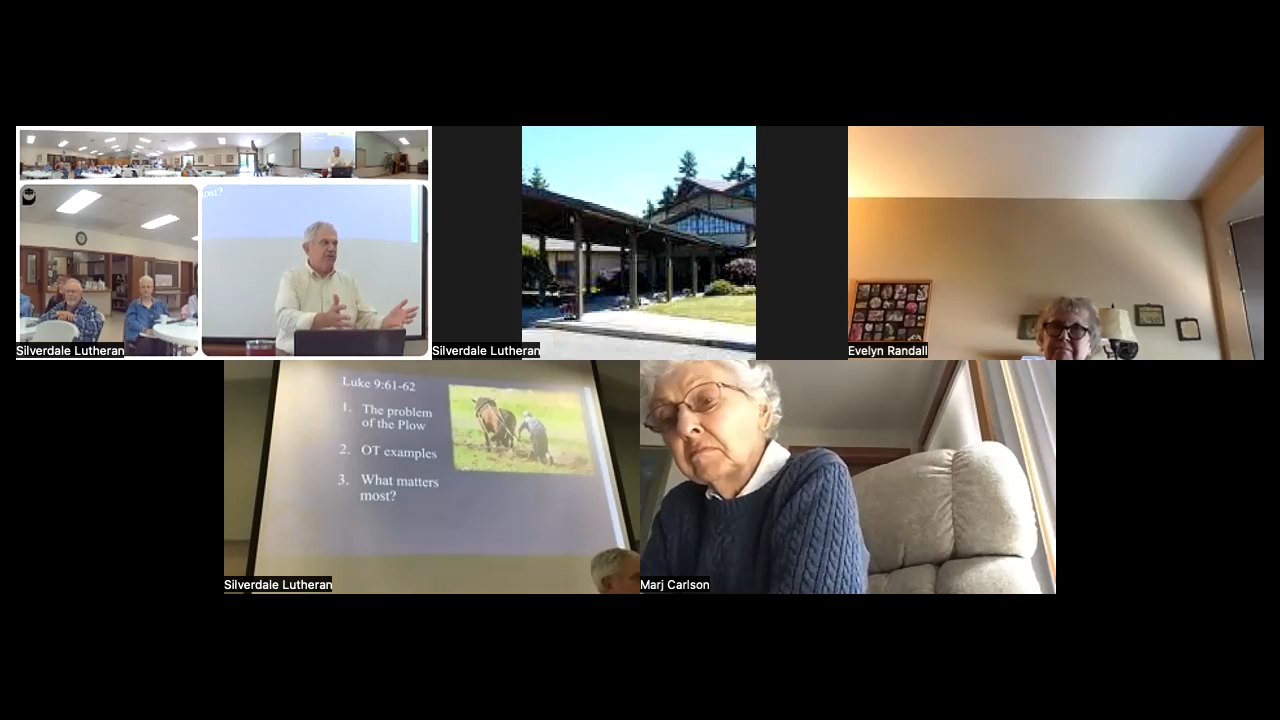 ost?
Silverdale Lutheran
Silverdale Lutheran
Evelyn Randall
Luke 9:61-62
1. The problem
of the Plow
2. OT examples
3. What matters
most?
Silverdale Lutheran
Marj Carlson